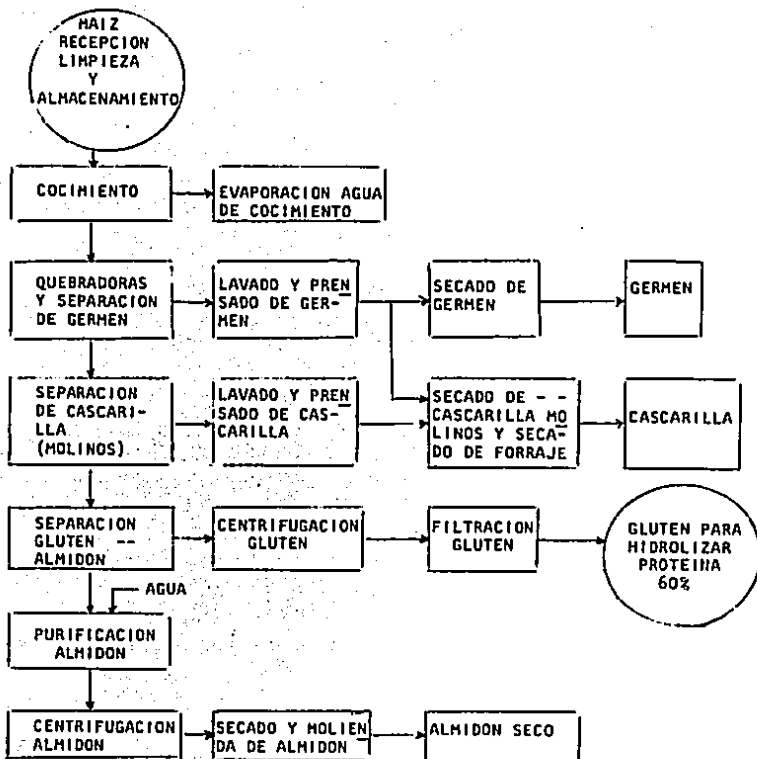 MAIZ
RECEPCION
LIMPIEZA
Y
ALMACENAMIENTO
COCIMIENTO
EVAPORACION AGUA
DE COCIMIENTO
QUEBRADORAS
Y SEPARACION
DE GERMEN
LAVADO Y PREN
SADO DE GER-
MEN
SECADO DE
GERMEN
GERMEN
SEPARACION
DE CASCARI-
LLA
(MOLINOS)
LAVADO Y PREN
SADO DE CAS-
CARILLA
SECADO DE - -
CASCARILLA MO
LINOS Y SECA-
DO DE FORRAJE
CASCARILLA
SEPARACION
GLUTEN --
ALMIDON
CENTRIFUGACION
GLUTEN
FILTRACION
GLUTEN
GLUTEN PARA
HIDROLIZAR
PROTEINA
60%
AGUA
PURIFICACION
ALMIDON
CENTRIFUGACION
ALMIDON
SECADO Y MOLIEN
DA DE ALMIDON
ALMIDON SECO